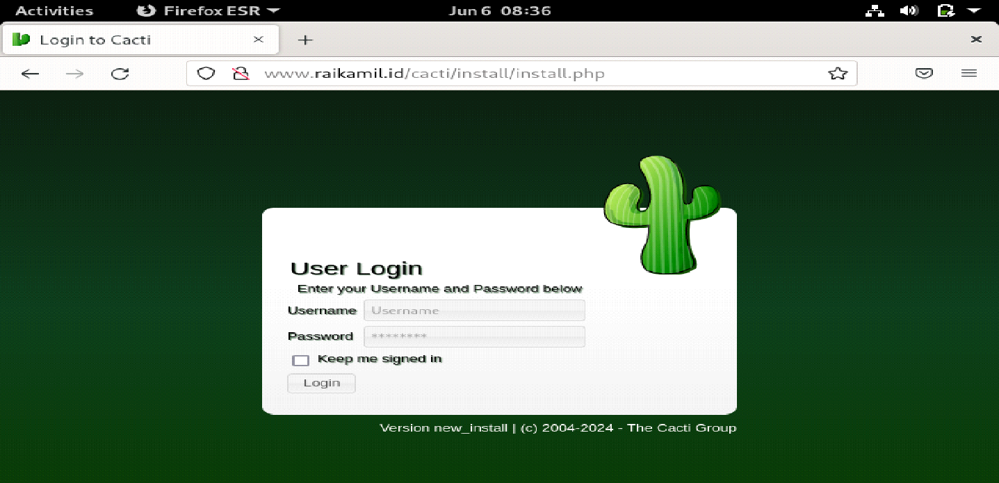 Activities Firefox ESR Jun 6 08:36
Login to Cacti
www.raikamil.id/cacti/install/install.php
User Login
Enter your Username and Password below
Username Username
Password ********
Keep me signed in
Login
Version new_install | (c) 2004-2024 - The Cacti Group